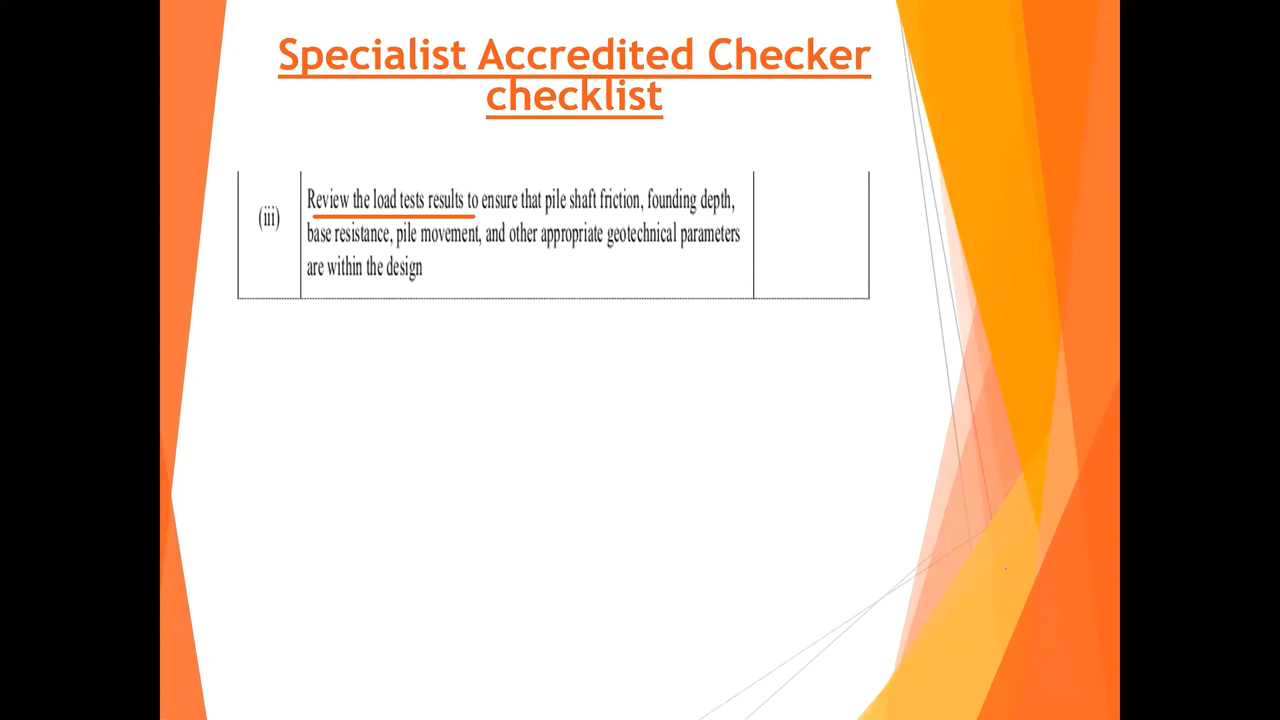 Specialist Accredited Checker
checklist
(iii)
Review the load tests results to ensure that pile shaft friction, founding depth,
base resistance, pile movement, and other appropriate geotechnical parameters
are within the design